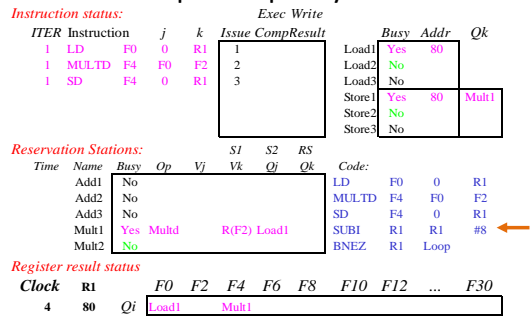 Instruction status: Exec Write
ITER Instruction j k Issue Comp Result Busy Addr Qk
1 LD F0 0 R1 1 Load1 Yes 80
1 MULTD F4 F0 F2 2 Load2 No
1 SD F4 0 R1 3 Load3 No
Store1 Yes 80 Mult1
Store2 No
Store3 No
Reservation Stations: S1 S2 RS
Time Name Busy Op Vj Vk Qj Qk Code:
Add1 No LD F0 0 R1
Add2 No MULTD F4 F0 F2
Add3 No SD F4 0 R1
Mult1 Yes Multd R(F2) Load1 SUBI R1 R1 #8
Mult2 No BNEZ R1 Loop
Register result status
Clock R1 F0 F2 F4 F6 F8 F10 F12 ... F30
4 80 Qi Load1 Mult1